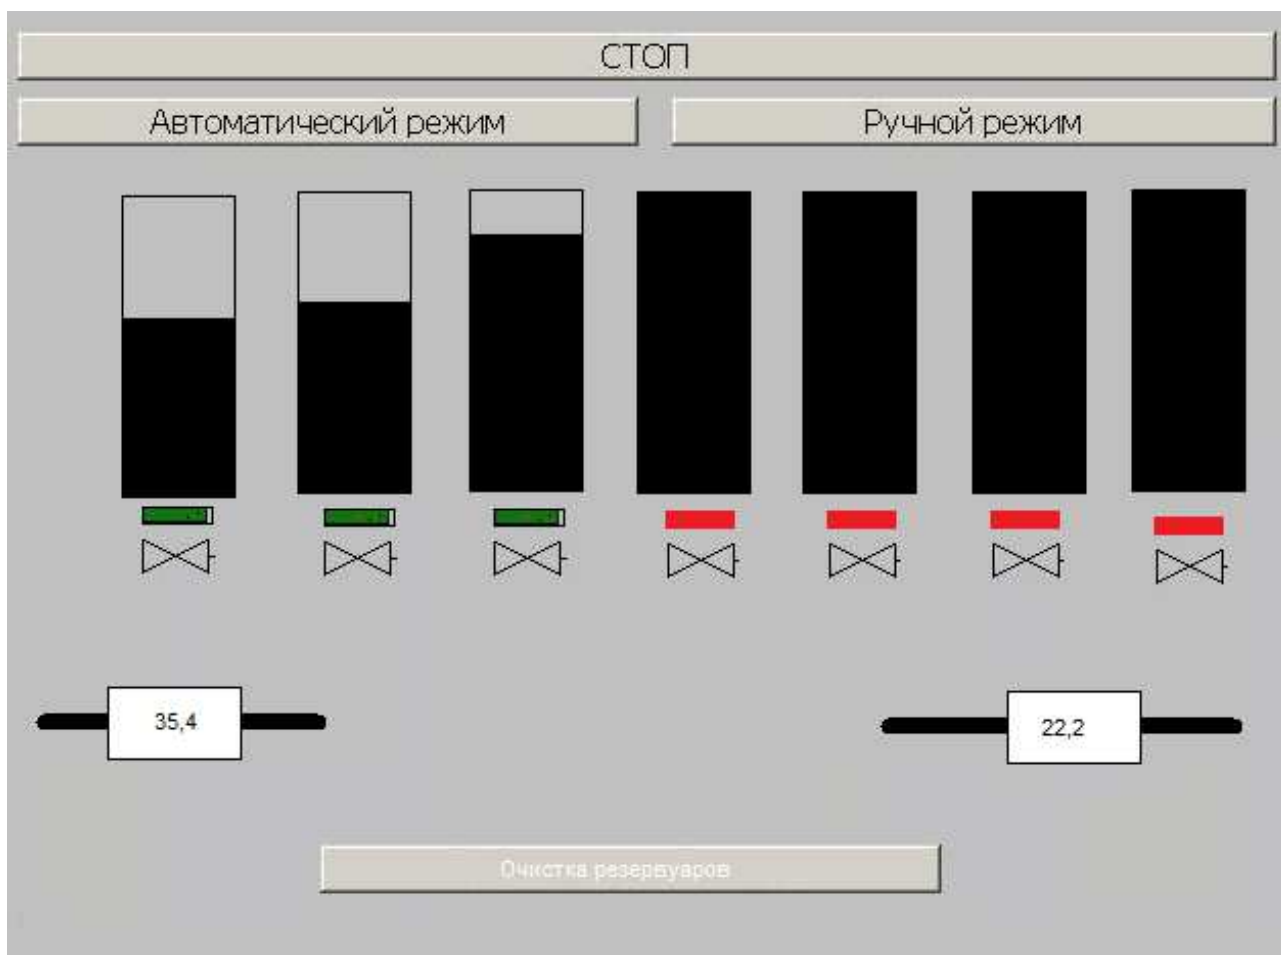 СТОП
Автоматический режим
Ручной режим
35,4
22,2
Очистка резервуаров